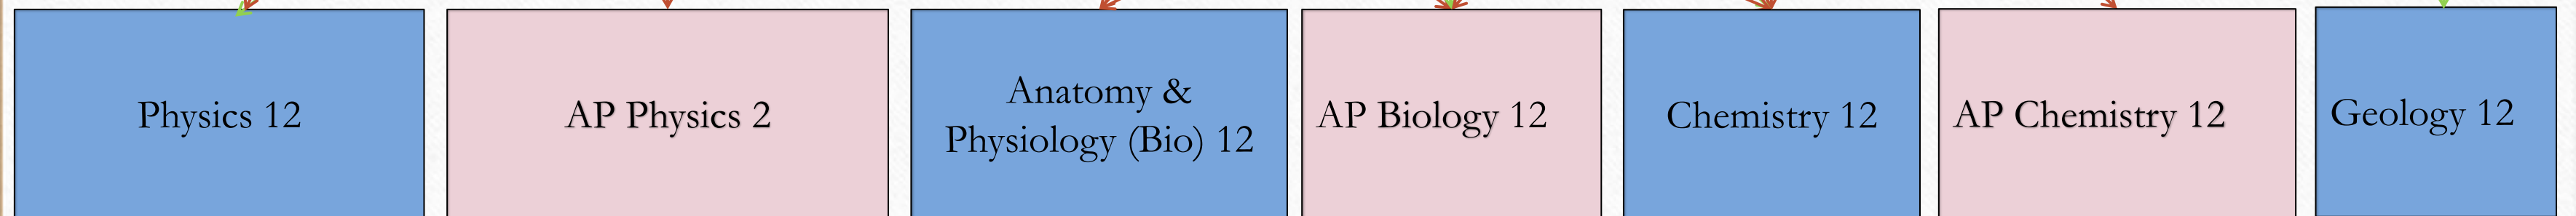 Physics 12
AP Physics 2
Anatomy &
Physiology (Bio) 12
AP Biology 12
Chemistry 12
AP Chemistry 12
Geology 12